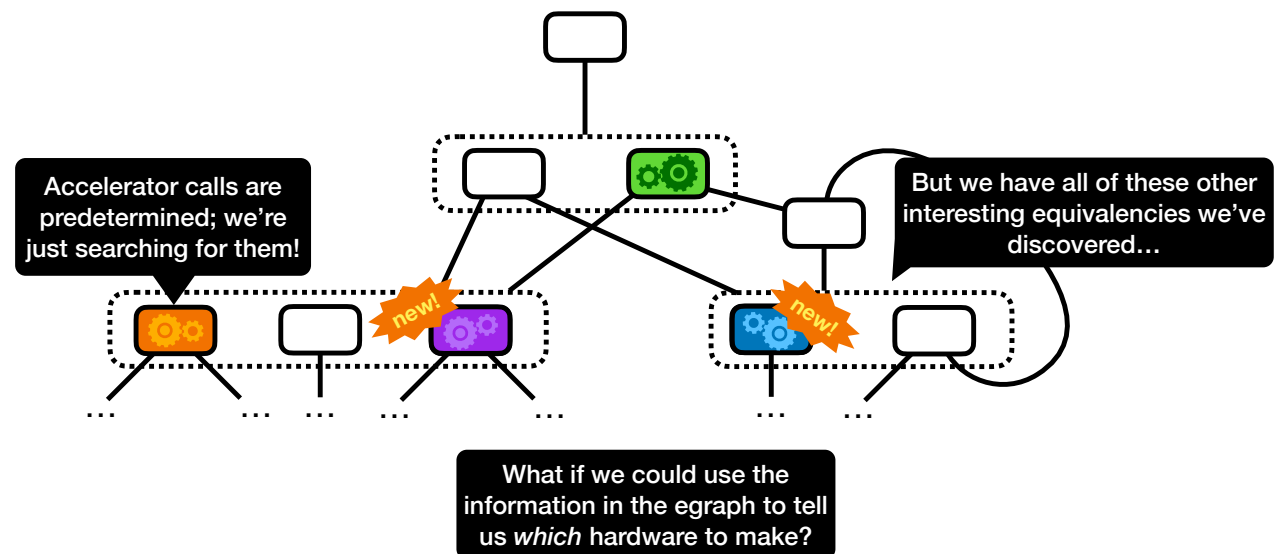 Accelerator calls are
predetermined; we're
just searching for them!
But we have all of these other
interesting equivalencies we've
discovered...
new!
new!
...
...
...
...
...
...
...
What if we could use the
information in the egraph to tell
us which hardware to make?